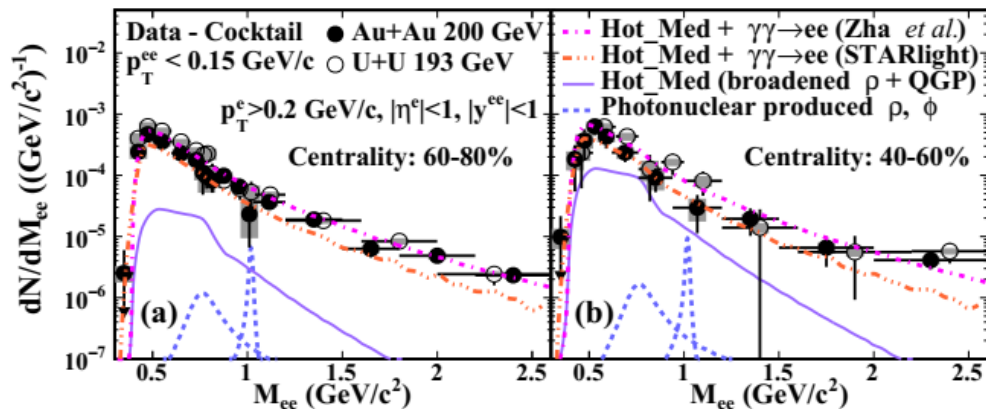 Data - Cocktail
● Au+Au 200 GeV
p_T^ee < 0.15 GeV/c
○ U+U 193 GeV
p_T^e>0.2 GeV/c, |η^e|<1, |y^ee|<1
Centrality: 60-80%
(a)
Hot_Med + γγ→ee (Zha et al.)
Hot_Med + γγ→ee (STARlight)
Hot_Med (broadened ρ + QGP)
Photonuclear produced ρ, φ
Centrality: 40-60%
(b)
dN/dM_ee ((GeV/c²)⁻¹)
10⁻²
10⁻³
10⁻⁴
10⁻⁵
10⁻⁶
10⁻⁷
0.5 1 1.5 2 2.5
0.5 1 1.5 2 2.5
M_ee (GeV/c²)
M_ee (GeV/c²)